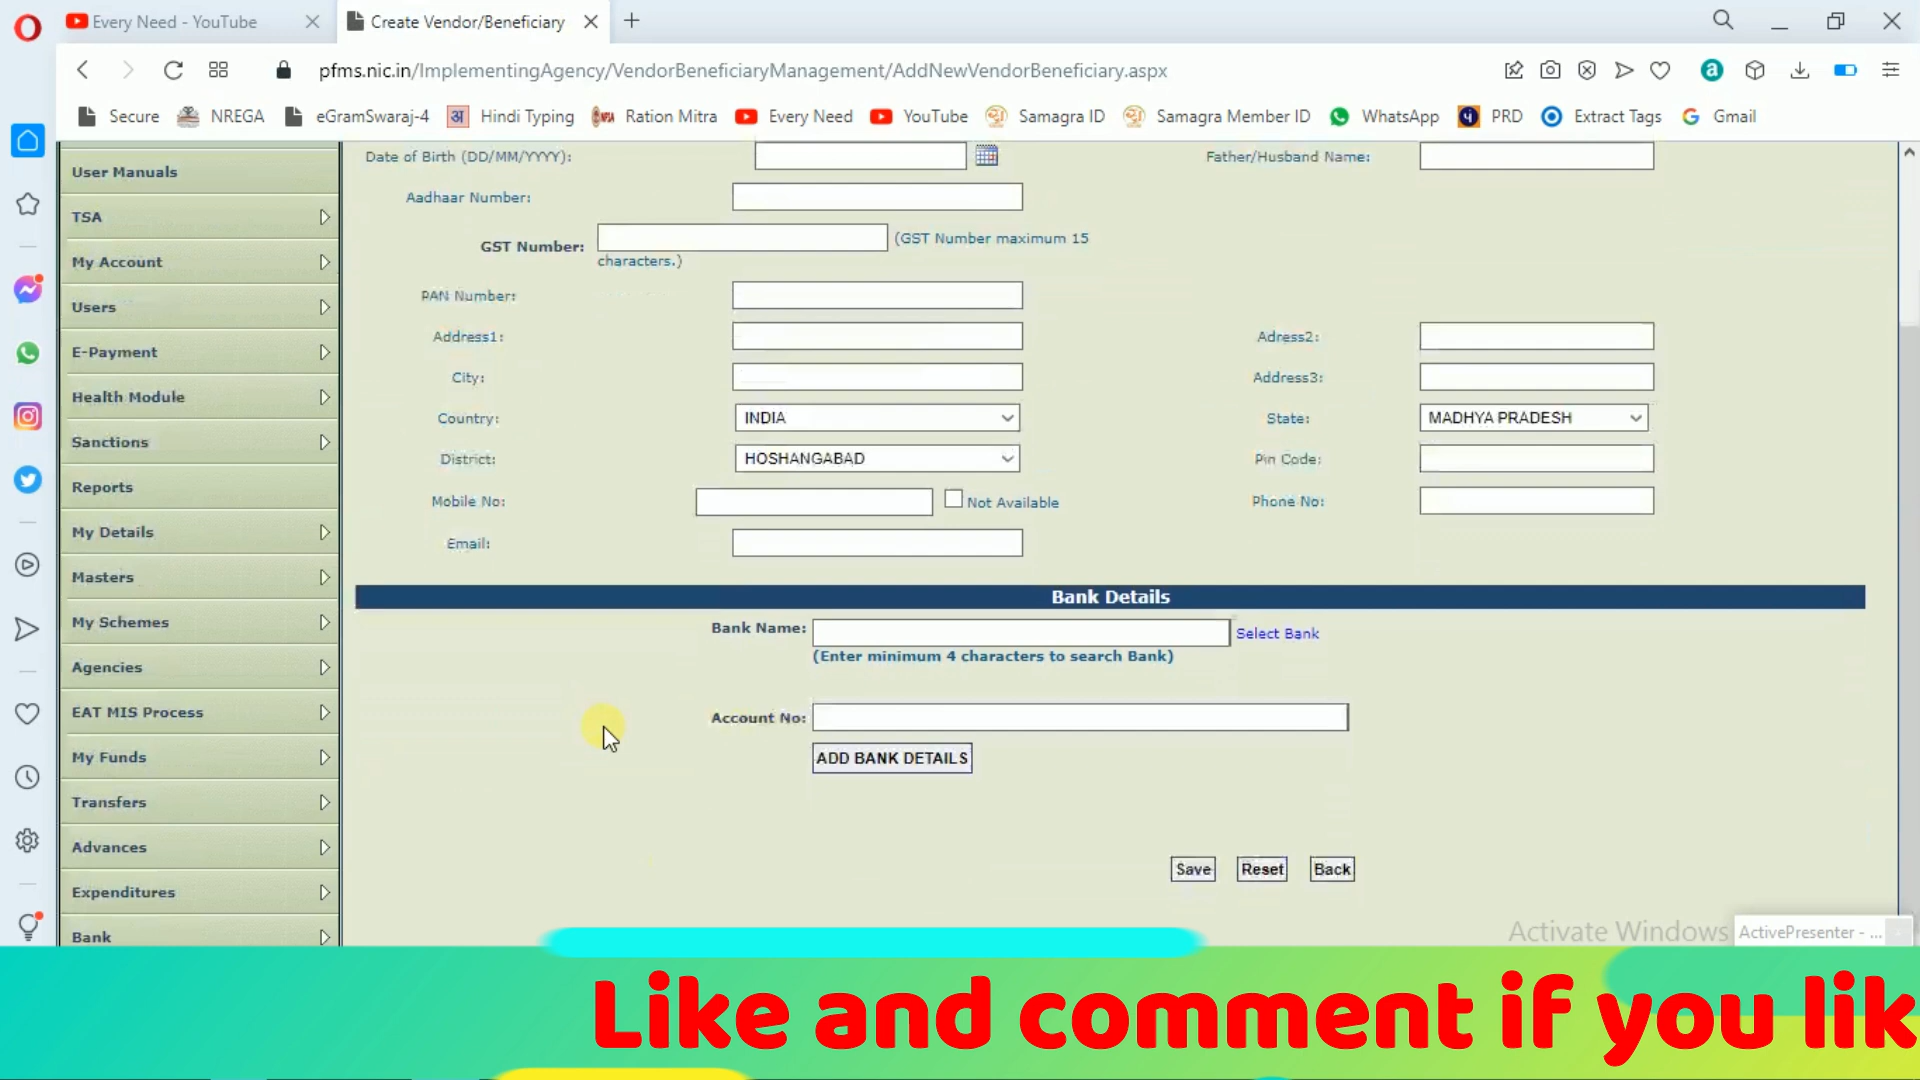 Every Need - YouTube
Create Vendor/Beneficiary
pfms.nic.in/ImplementingAgency/VendorBeneficiaryManagement/AddNewVendorBeneficiary.aspx
Secure NREGA eGramSwaraj-4 अ Hindi Typing Ration Mitra Every Need YouTube Samagra ID Samagra Member ID WhatsApp PRD Extract Tags Gmail
User Manuals
TSA
My Account
Users
E-Payment
Health Module
Sanctions
Reports
My Details
Masters
My Schemes
Agencies
EAT MIS Process
My Funds
Transfers
Advances
Expenditures
Bank
Date of Birth (DD/MM/YYYY): Father/Husband Name:
Aadhaar Number:
GST Number: (GST Number maximum 15
characters.)
PAN Number:
Address1: Adress2:
City: Address3:
Country: INDIA State: MADHYA PRADESH
District: HOSHANGABAD Pin Code:
Mobile No: Not Available Phone No:
Email:
Bank Details
Bank Name: Select Bank
(Enter minimum 4 characters to search Bank)
Account No:
ADD BANK DETAILS
Save Reset Back
Activate Windows
ActivePresenter - ...
Like and comment if you lik